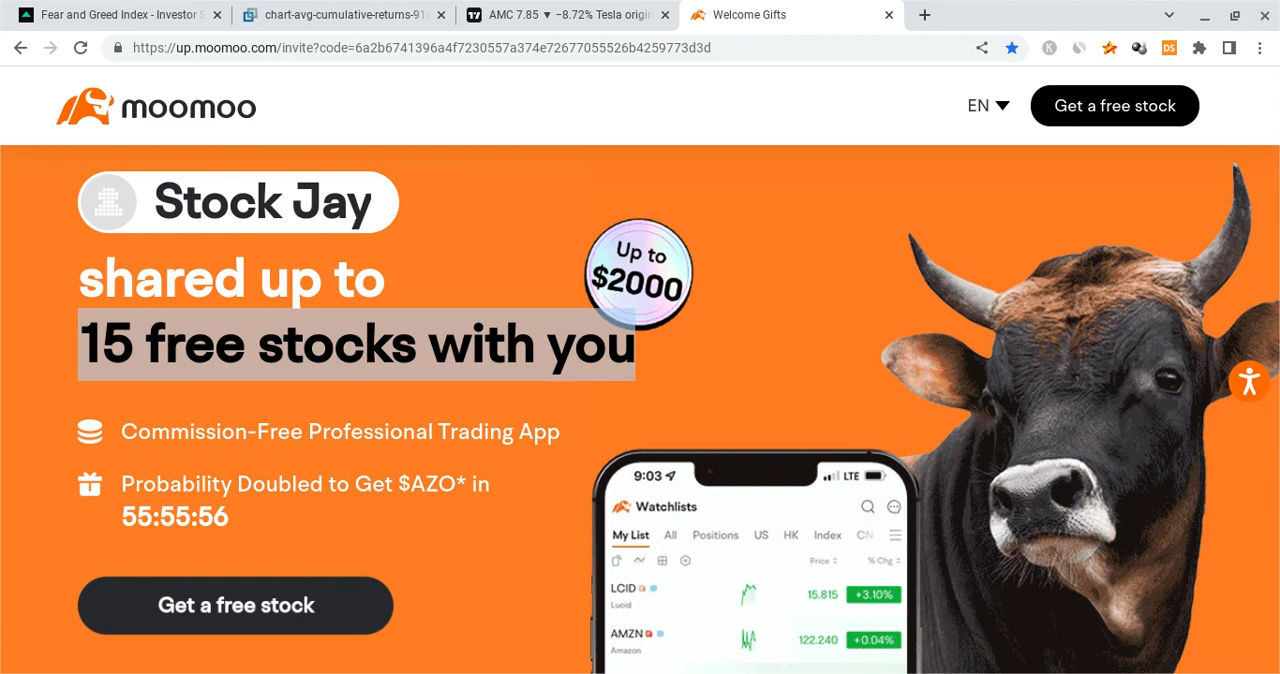 Fear and Greed Index - Investor S
chart-avg-cumulative-returns-91
AMC 7.85 ▼ −8.72% Tesla origin
Welcome Gifts
https://up.moomoo.com/invite?code=6a2b6741396a4f7230557a374e72677055526b4259773d3d
K
DS
moomoo
EN
Get a free stock
Stock Jay
shared up to
15 free stocks with you
Up to
$2000
Commission-Free Professional Trading App
Probability Doubled to Get $AZO* in
55:55:56
Get a free stock
9:03
LTE
Watchlists
My List All Positions US HK Index CN
Price % Chg
LCID
15.815 +3.10%
Lucid
AMZN
122.240 +0.04%
Amazon